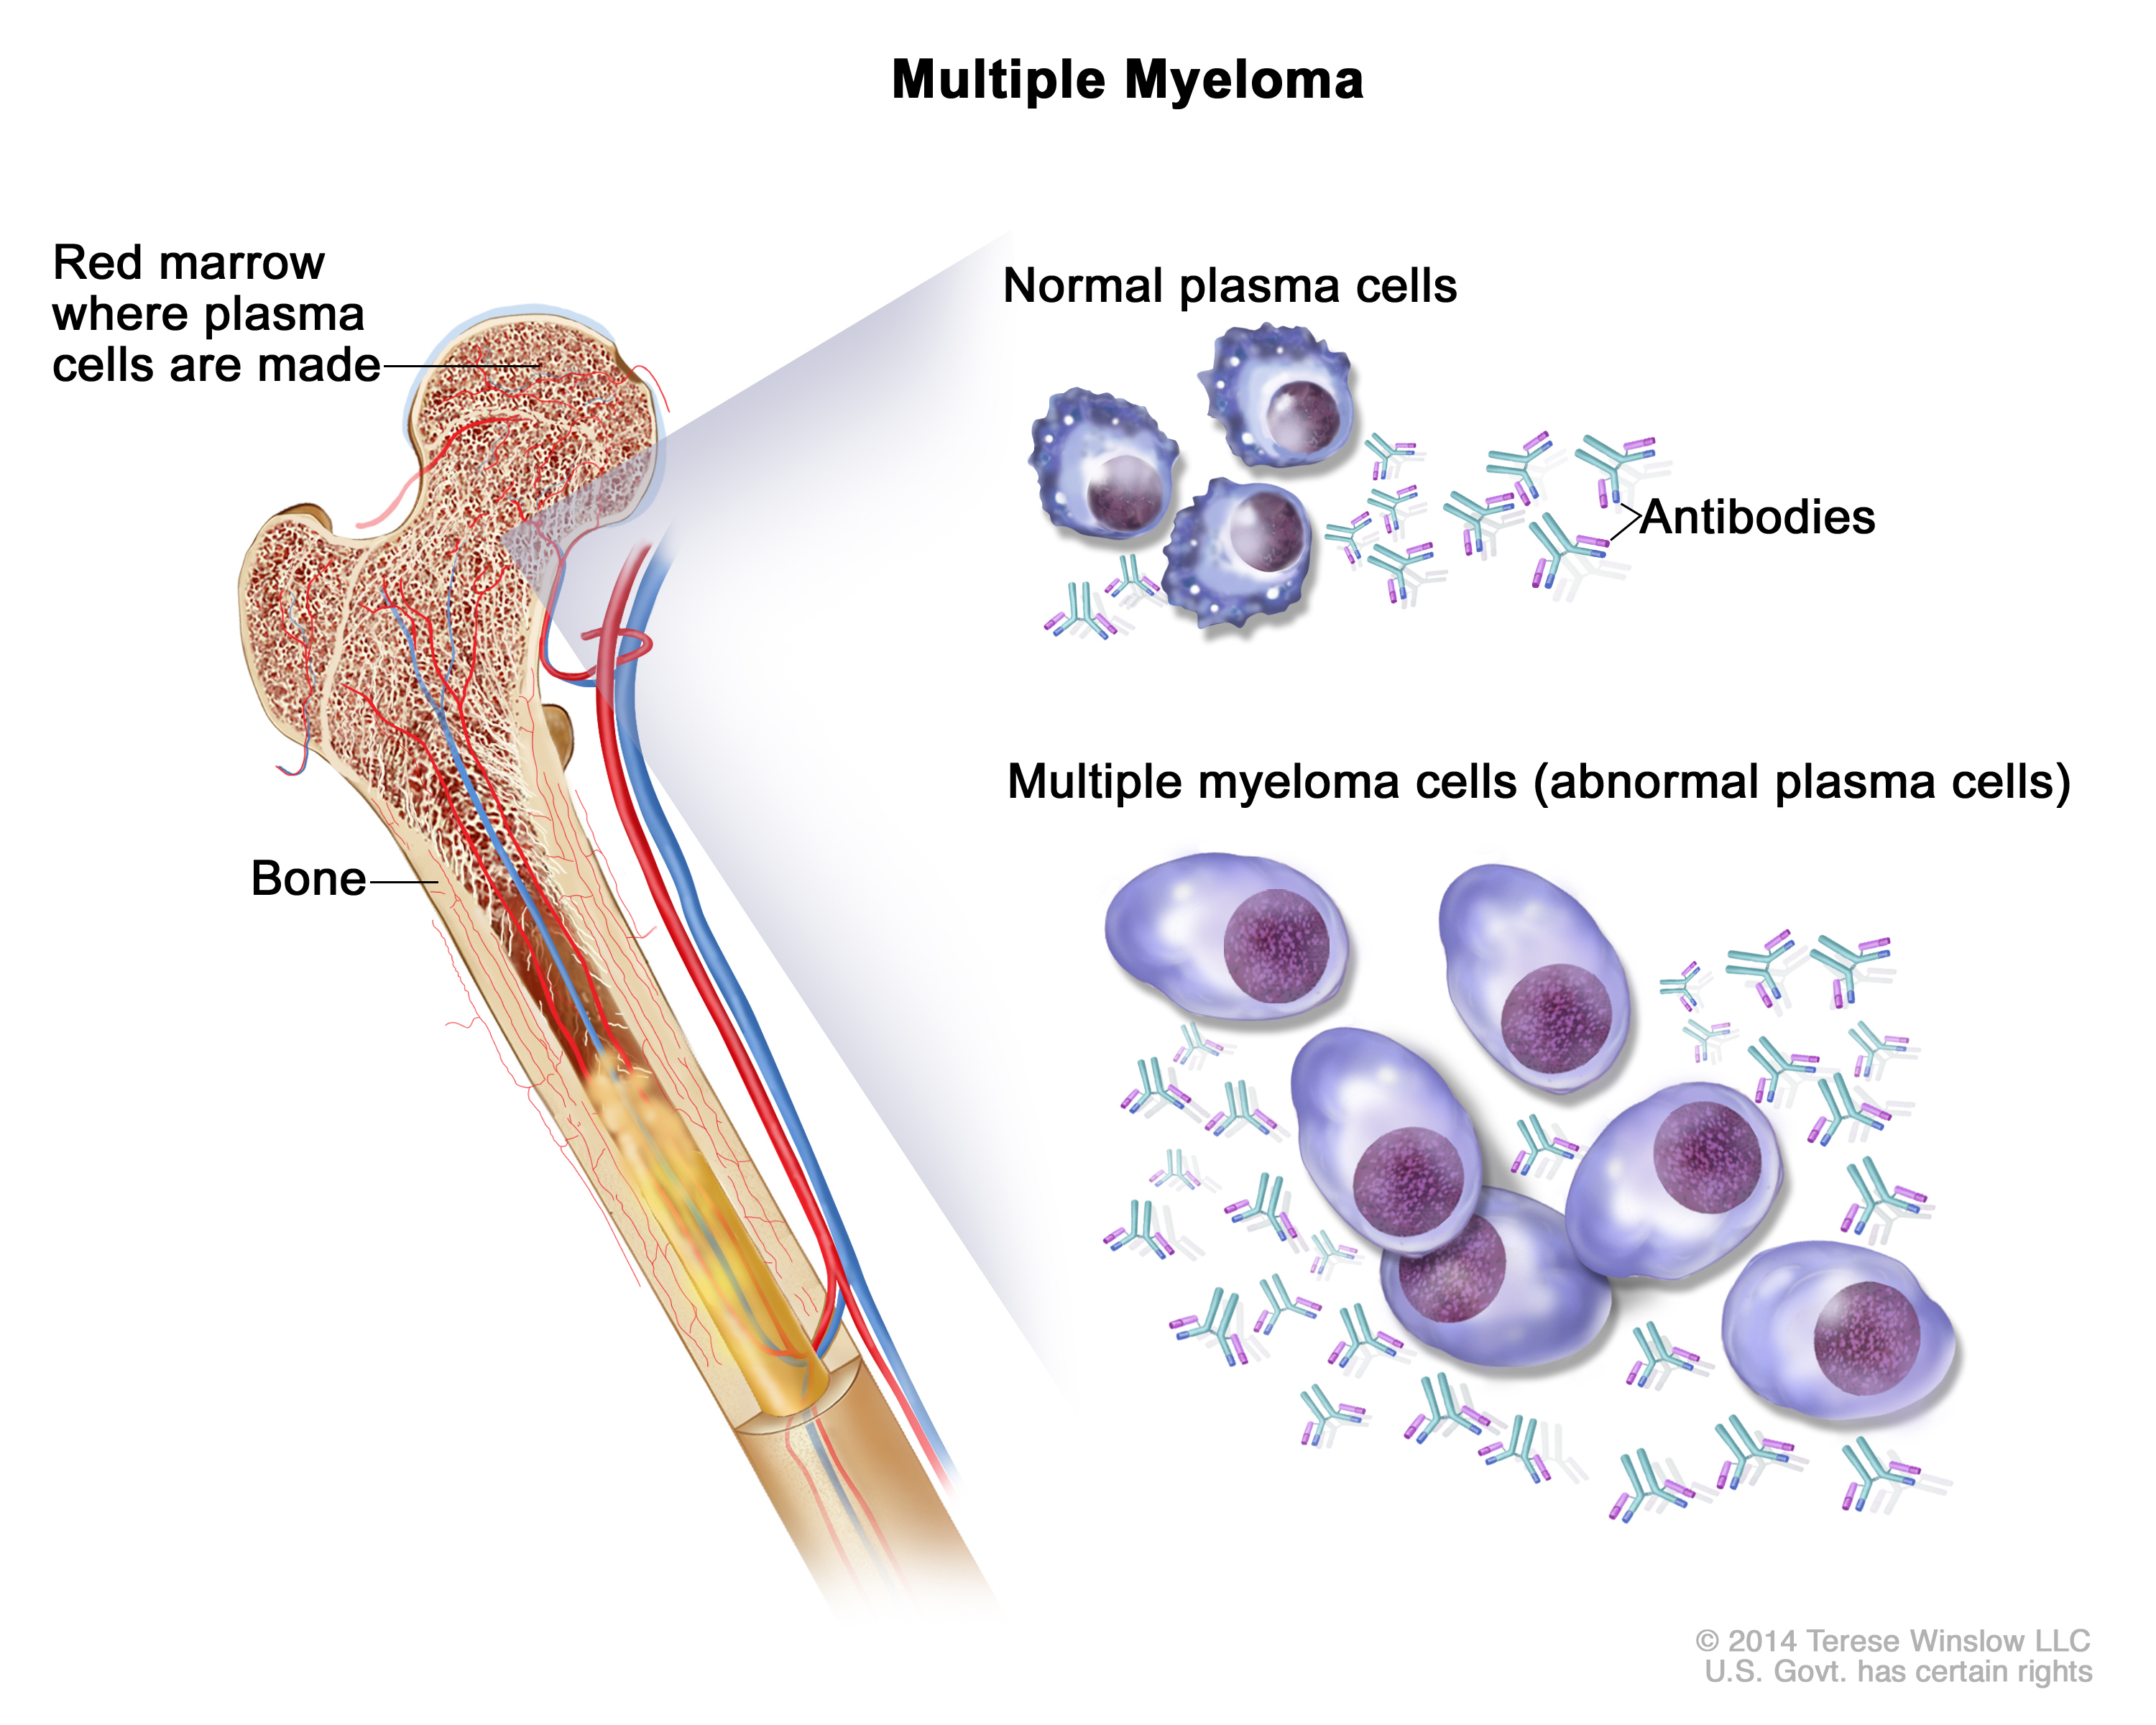 Multiple Myeloma
Red marrow
where plasma
cells are made
Normal plasma cells
Antibodies
Multiple myeloma cells (abnormal plasma cells)
Bone
© 2014 Terese Winslow LLC
U.S. Govt. has certain rights